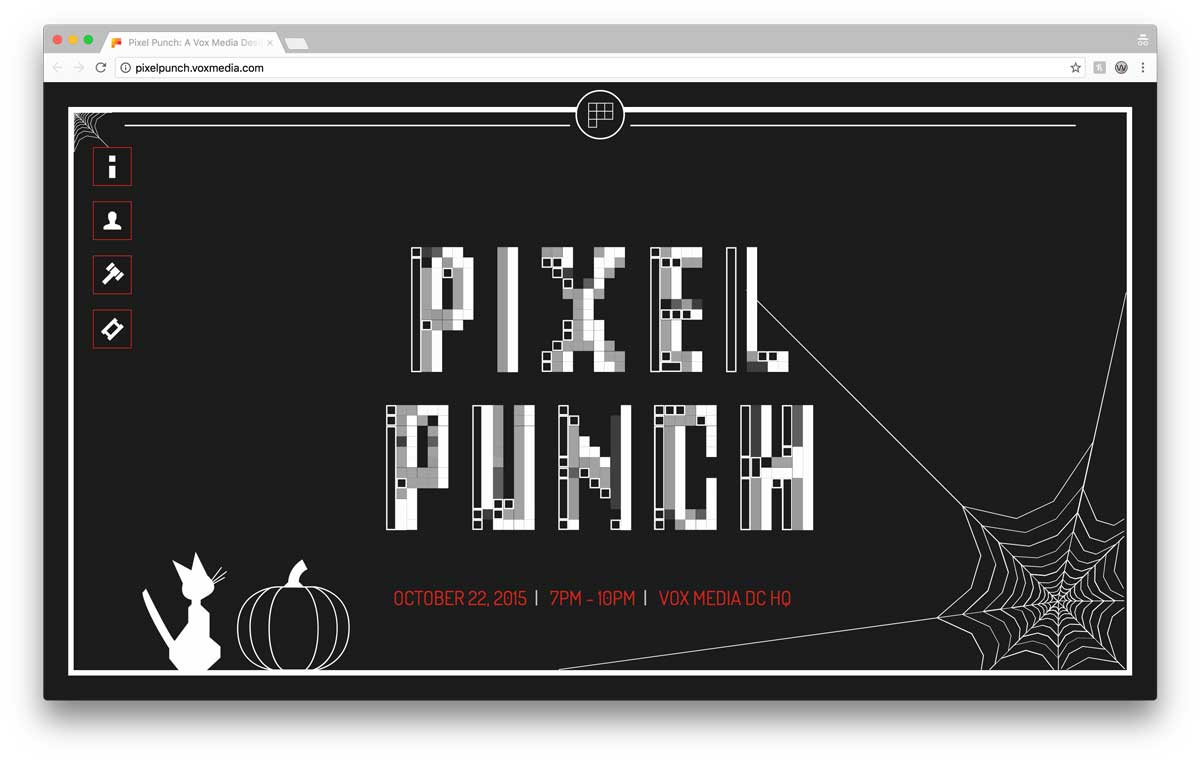 Pixel Punch: A Vox Media Des
pixelpunch.voxmedia.com
PIXEL
PUNCH
OCTOBER 22, 2015 | 7PM - 10PM | VOX MEDIA DC HQ